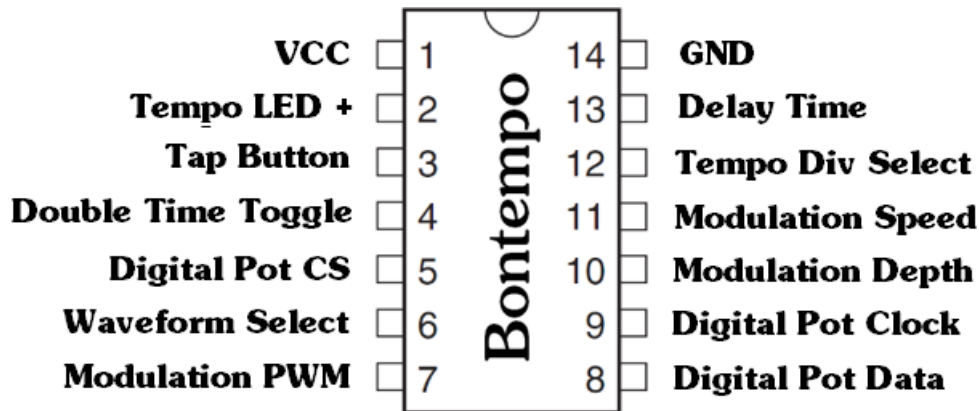 VCC 1 14 GND
Tempo LED + 2 13 Delay Time
Tap Button 3 12 Tempo Div Select
Double Time Toggle 4 11 Modulation Speed
Digital Pot CS 5 10 Modulation Depth
Waveform Select 6 9 Digital Pot Clock
Modulation PWM 7 8 Digital Pot Data
Bontempo